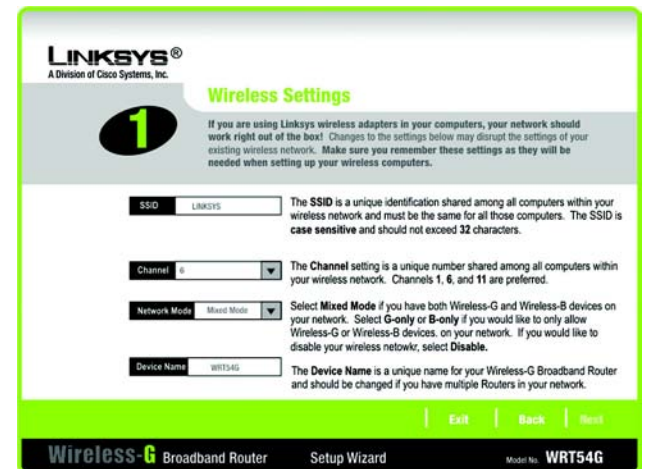 LINKSYS®
A Division of Cisco Systems, Inc.
Wireless Settings
1
If you are using Linksys wireless adapters in your computers, your network should
work right out of the box! Changes to the settings below may disrupt the settings of your
existing wireless network. Make sure you remember these settings as they will be
needed when setting up your wireless computers.
SSID LINKSYS
The SSID is a unique identification shared among all computers within your
wireless network and must be the same for all those computers. The SSID is
case sensitive and should not exceed 32 characters.
Channel 6
The Channel setting is a unique number shared among all computers within
your wireless network. Channels 1, 6, and 11 are preferred.
Network Mode Mixed Mode
Select Mixed Mode if you have both Wireless-G and Wireless-B devices on
your network. Select G-only or B-only if you would like to only allow
Wireless-G or Wireless-B devices. on your network. If you would like to
disable your wireless netowkr, select Disable.
Device Name WRT54G
The Device Name is a unique name for your Wireless-G Broadband Router
and should be changed if you have multiple Routers in your network.
Exit Back Next
Wireless-G Broadband Router Setup Wizard Model No. WRT54G